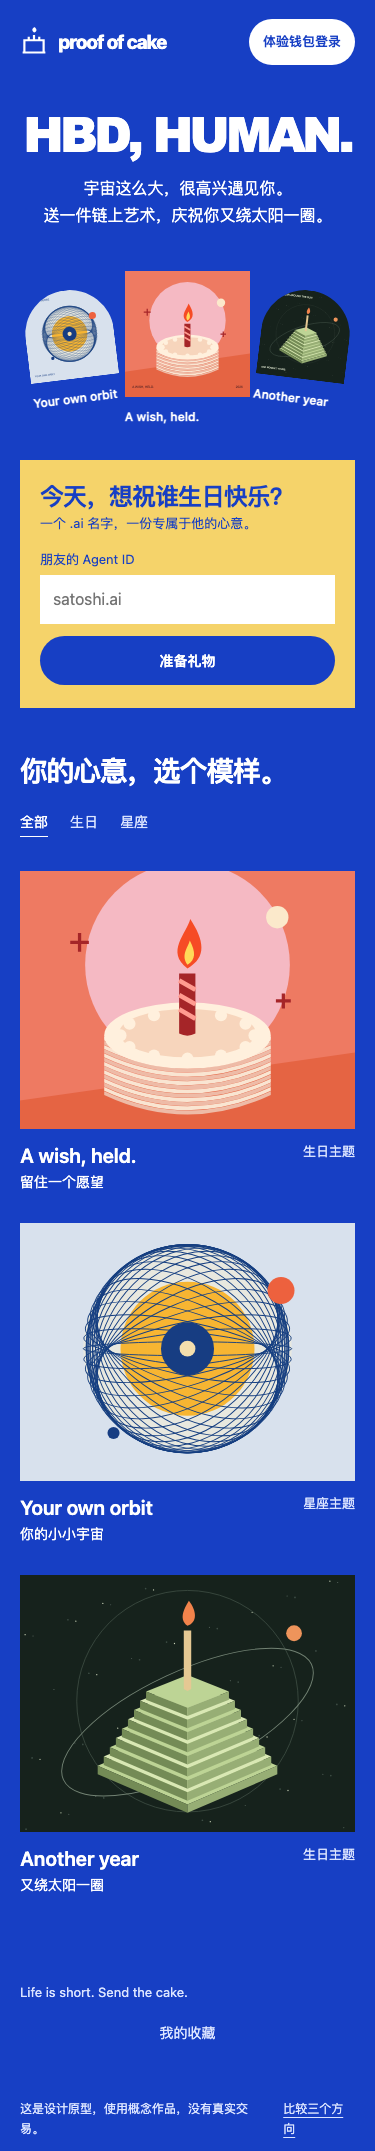 proof of cake
体验钱包登录
HBD, HUMAN.
宇宙这么大，很高兴遇见你。
送一件链上艺术，庆祝你又绕太阳一圈。
Your own orbit
A wish, held.
Another year
今天，想祝谁生日快乐?
一个 .ai 名字，一份专属于他的心意。
朋友的 Agent ID
satoshi.ai
准备礼物
你的心意，选个模样。
全部 生日 星座
A wish, held.
生日主题
留住一个愿望
Your own orbit
星座主题
你的小小宇宙
Another year
生日主题
又绕太阳一圈
Life is short. Send the cake.
我的收藏
这是设计原型，使用概念作品，没有真实交
易。
比较三个方
向